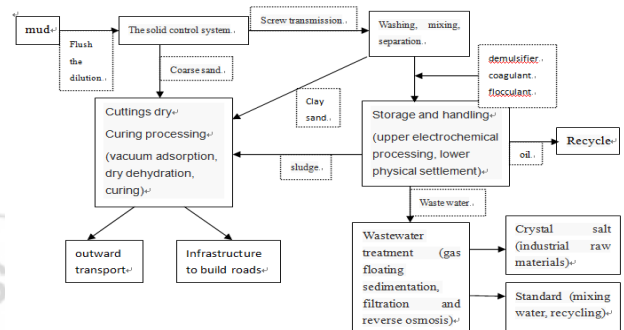 mud
Flush
the
dilution.
The solid control system.
Screw transmission.
Washing, mixing,
separation.
Coarse sand.
demulsifier
coagulant
flocculant
Cuttings dry
Curing processing
(vacuum adsorption,
dry dehydration,
curing)
Clay
sand.
Storage and handling
(upper electrochemical
processing, lower
physical settlement)
oil.
Recycle
sludge.
Waste water.
outward
transport
Infrastructure
to build roads
Wastewater
treatment (gas
floating
sedimentation,
filtration and
reverse osmosis)
Crystal salt
(industrial raw
materials)
Standard (mixing
water, recycling)